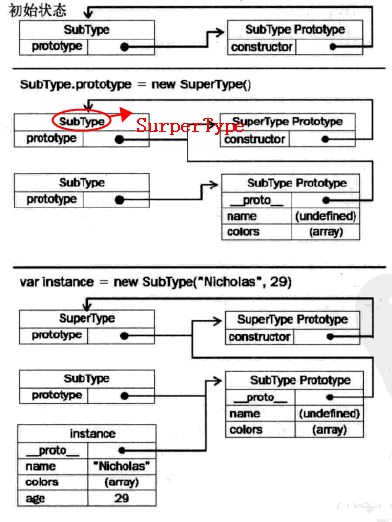 初始状态
SubType
prototype
SubType Prototype
constructor
SubType.prototype = new SuperType()
SubType
SurperType
prototype
SuperType Prototype
constructor
SubType
prototype
SubType Prototype
__proto__
name (undefined)
colors (array)
var instance = new SubType("Nicholas", 29)
SuperType
prototype
SuperType Prototype
constructor
SubType
prototype
SubType Prototype
__proto__
name (undefined)
colors (array)
instance
__proto__
name "Nicholas"
colors (array)
age 29